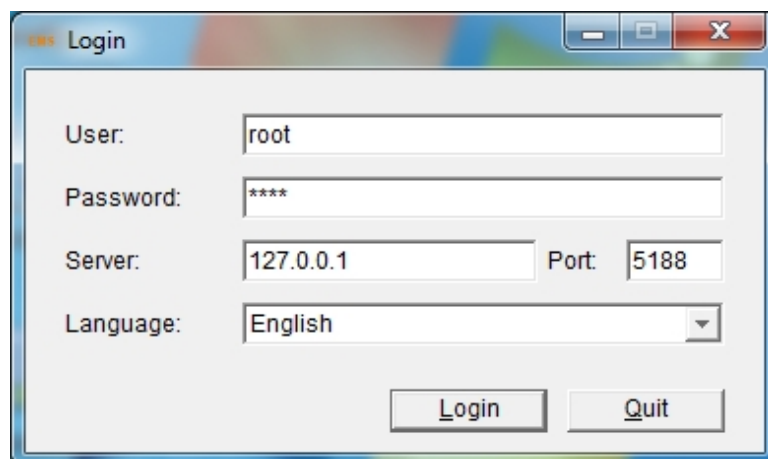 Login
User: root
Password: ****
Server: 127.0.0.1 Port: 5188
Language: English
Login Quit